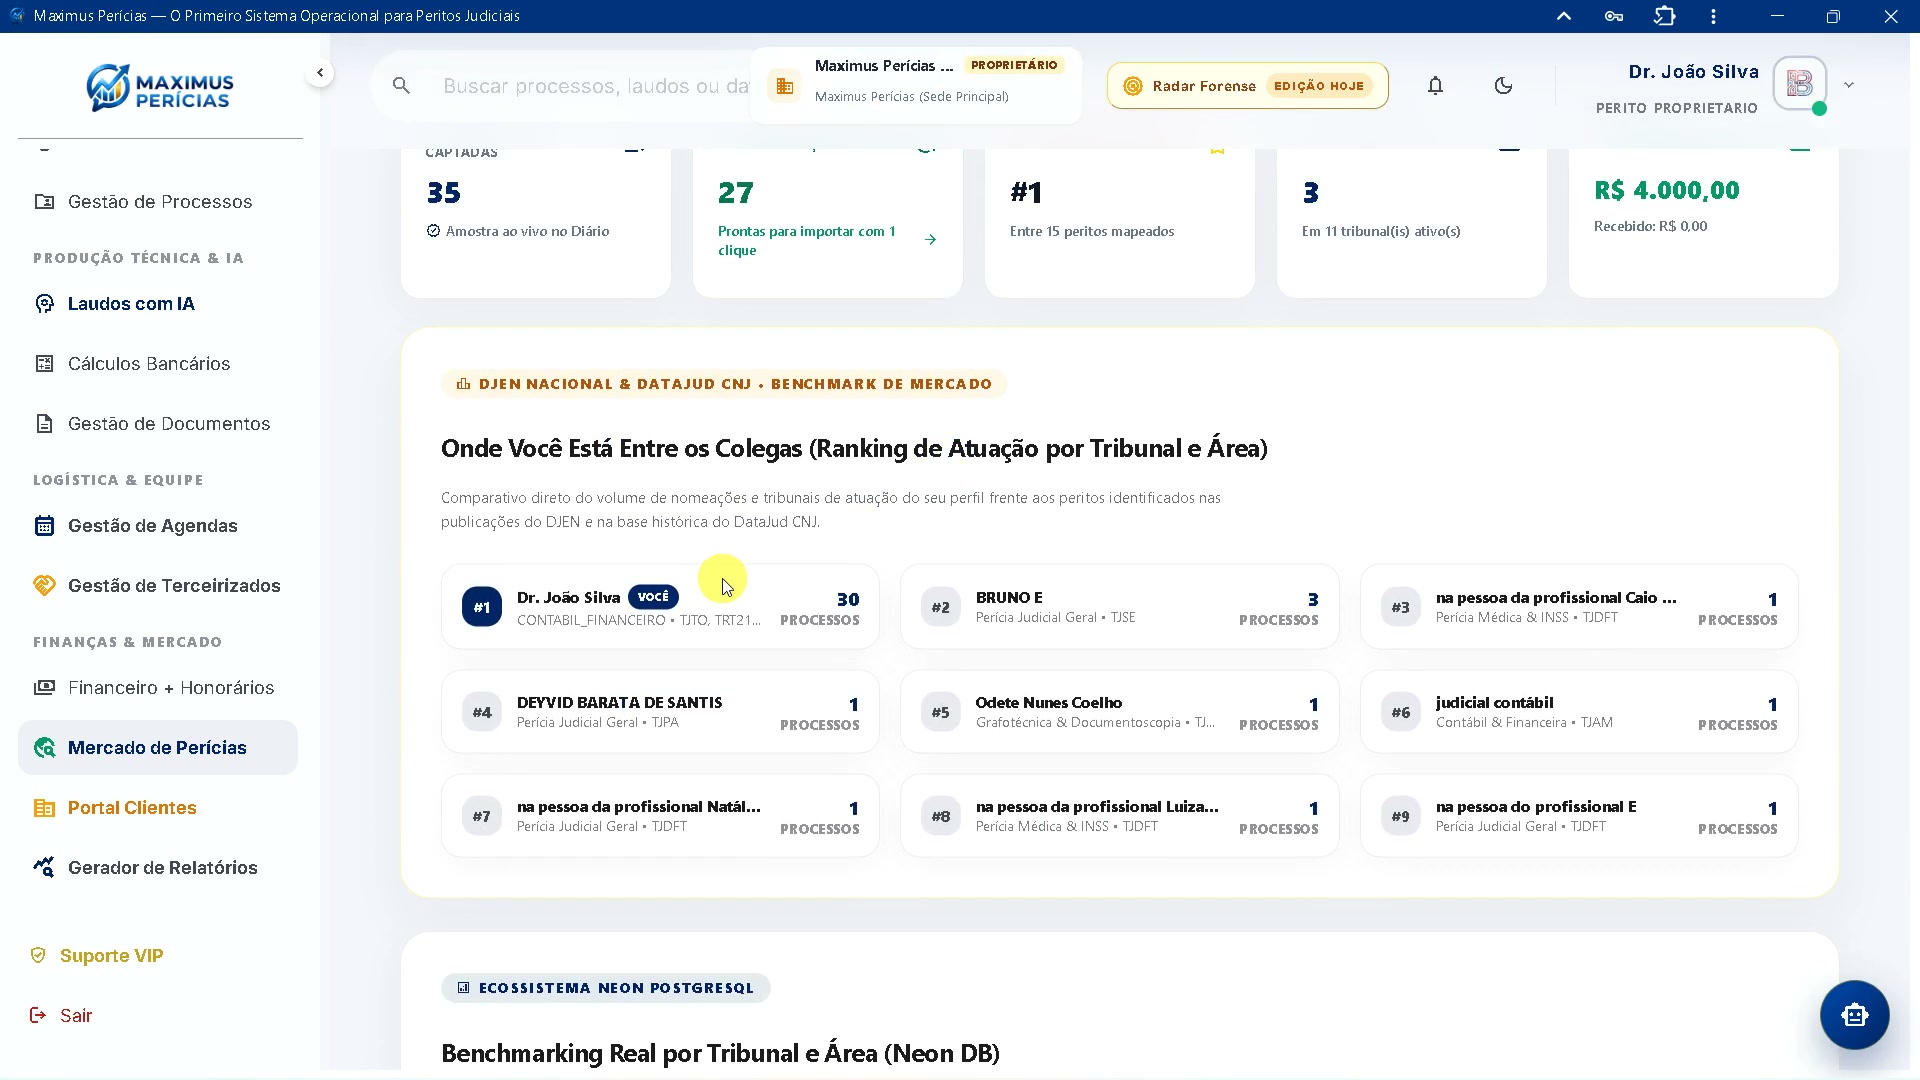 Maximus Perícias — O Primeiro Sistema Operacional para Peritos Judiciais
MAXIMUS
PERÍCIAS
Buscar processos, laudos ou da
Maximus Perícias ...
PROPRIETÁRIO
Maximus Perícias (Sede Principal)
Radar Forense
EDIÇÃO HOJE
Dr. João Silva
PERITO PROPRIETARIO
Gestão de Processos
PRODUÇÃO TÉCNICA & IA
Laudos com IA
Cálculos Bancários
Gestão de Documentos
LOGÍSTICA & EQUIPE
Gestão de Agendas
Gestão de Terceirizados
FINANÇAS & MERCADO
Financeiro + Honorários
Mercado de Perícias
Portal Clientes
Gerador de Relatórios
Suporte VIP
Sair
CAPTADAS
35
Amostra ao vivo no Diário
27
Prontas para importar com 1
clique
#1
Entre 15 peritos mapeados
3
Em 11 tribunal(is) ativo(s)
R$ 4.000,00
Recebido: R$ 0,00
DJEN NACIONAL & DATAJUD CNJ • BENCHMARK DE MERCADO
Onde Você Está Entre os Colegas (Ranking de Atuação por Tribunal e Área)
Comparativo direto do volume de nomeações e tribunais de atuação do seu perfil frente aos peritos identificados nas
publicações do DJEN e na base histórica do DataJud CNJ.
#1
Dr. João Silva
VOCÊ
CONTABIL_FINANCEIRO • TJTO, TRT21...
30
PROCESSOS
#2
BRUNO E
Perícia Judicial Geral • TJSE
3
PROCESSOS
#3
na pessoa da profissional Caio ...
Perícia Médica & INSS • TJDFT
1
PROCESSOS
#4
DEYVID BARATA DE SANTIS
Perícia Judicial Geral • TJPA
1
PROCESSOS
#5
Odete Nunes Coelho
Grafotécnica & Documentoscopia • TJ...
1
PROCESSOS
#6
judicial contábil
Contábil & Financeira • TJAM
1
PROCESSOS
#7
na pessoa da profissional Natál...
Perícia Judicial Geral • TJDFT
1
PROCESSOS
#8
na pessoa da profissional Luiza...
Perícia Médica & INSS • TJDFT
1
PROCESSOS
#9
na pessoa do profissional E
Perícia Judicial Geral • TJDFT
1
PROCESSOS
ECOSSISTEMA NEON POSTGRESQL
Benchmarking Real por Tribunal e Área (Neon DB)